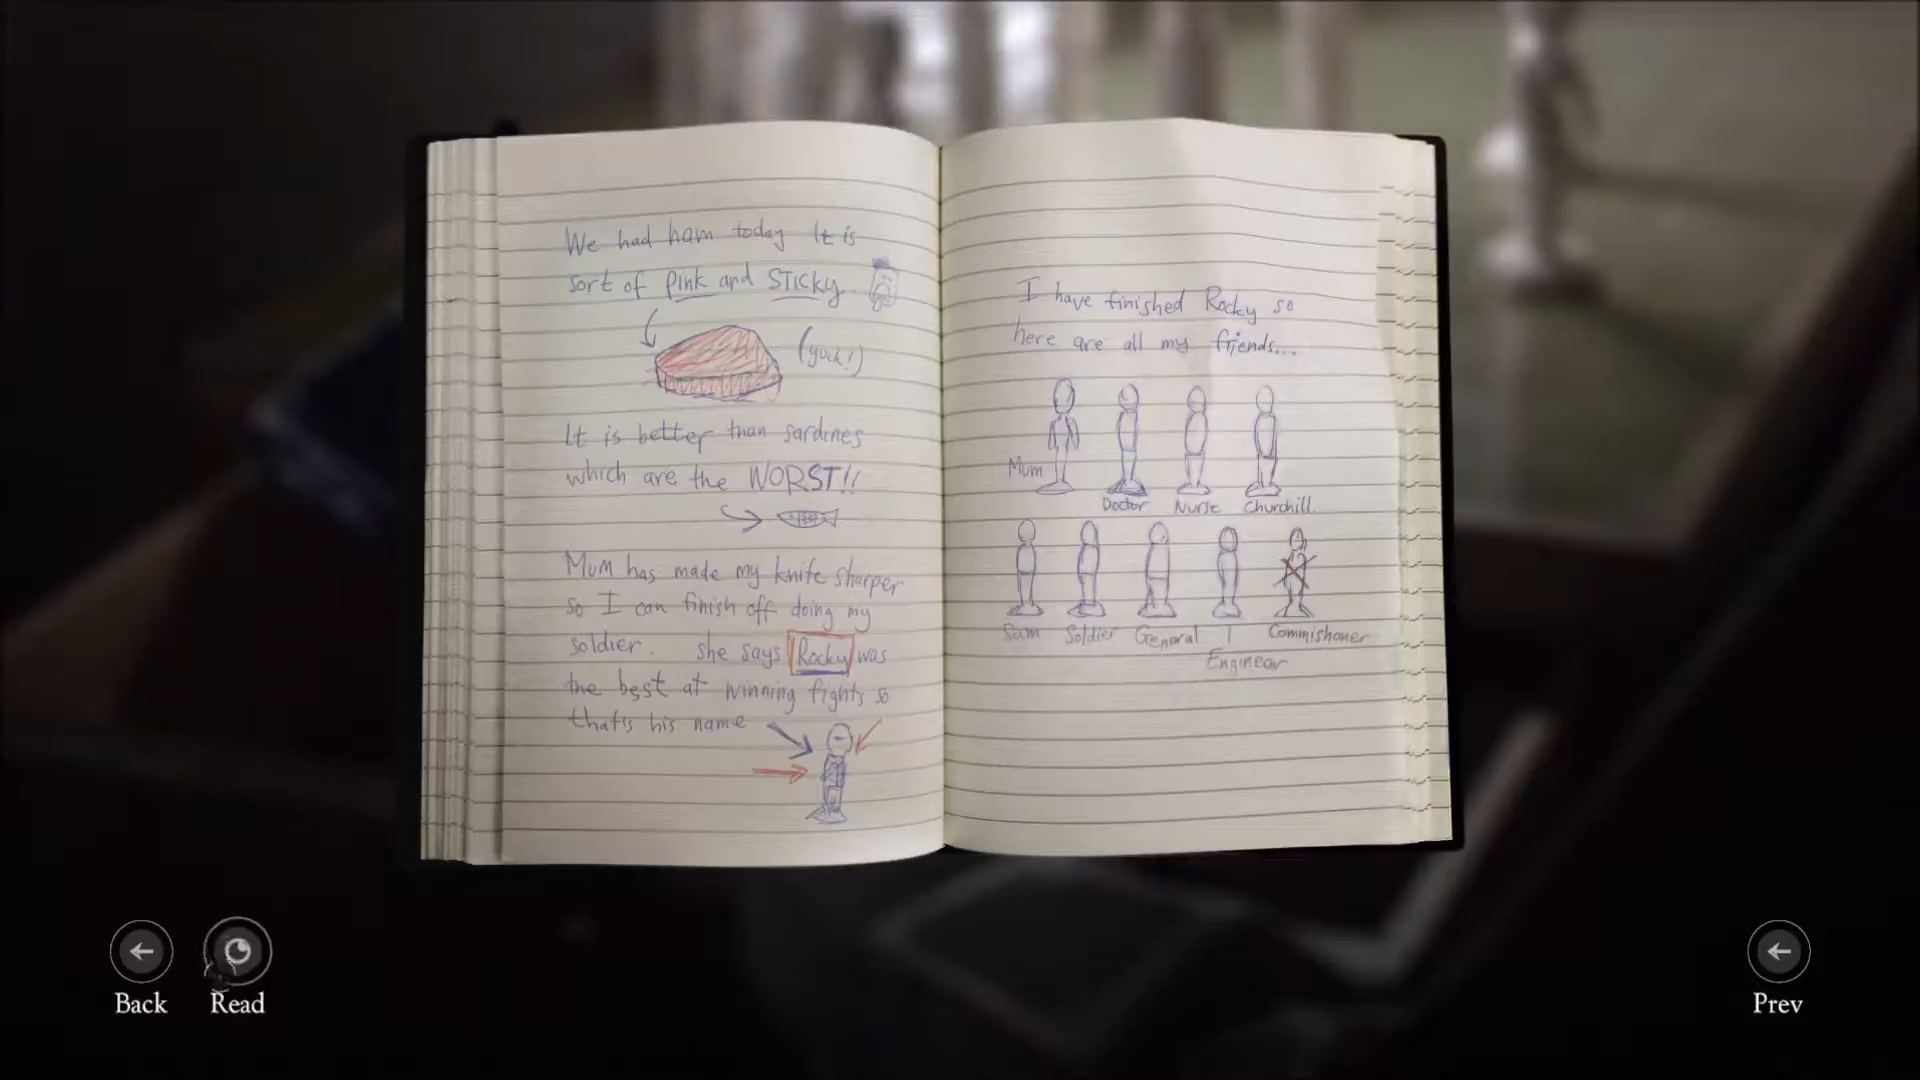 We had ham today It is
sort of Pink and STICKy
(yuck!)
It is better than sardines
which are the WORST!!
Mum has made my knife sharper
so I can finish off doing my
soldier. she says Rocky was
the best at winning fights so
that's his name
I have finished Rocky so
here are all my friends...
Mum
Doctor Nurse Churchill
Sam Soldier General Commishoner
Engineer
Back Read Prev